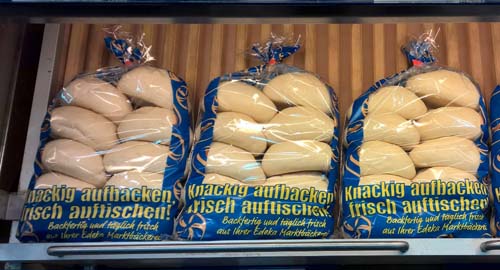 Knackig aufbacken,
frisch auftischen!
Backfertig und täglich frisch
aus Ihrer Edeka Marktbäckerei
Knackig aufbacken,
frisch auftischen!
Backfertig und täglich frisch
aus Ihrer Edeka Marktbäckerei
Knackig aufbacken,
frisch auftischen!
Backfertig und täglich frisch
aus Ihrer Edeka Marktbäckerei